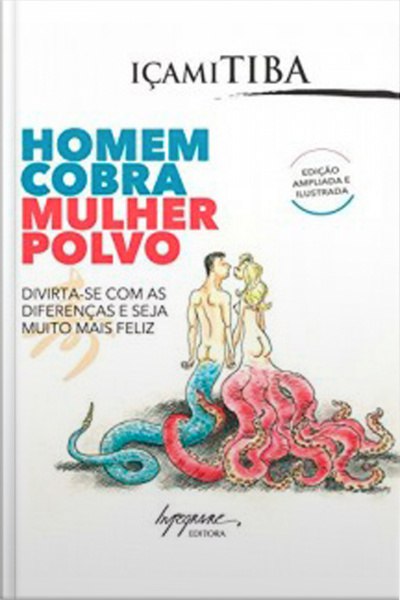 IÇAMI TIBA
HOMEM
COBRA
MULHER
POLVO
EDIÇÃO
AMPLIADA E
ILUSTRADA
DIVIRTA-SE COM AS
DIFERENÇAS E SEJA
MUITO MAIS FELIZ
Integrare
EDITORA